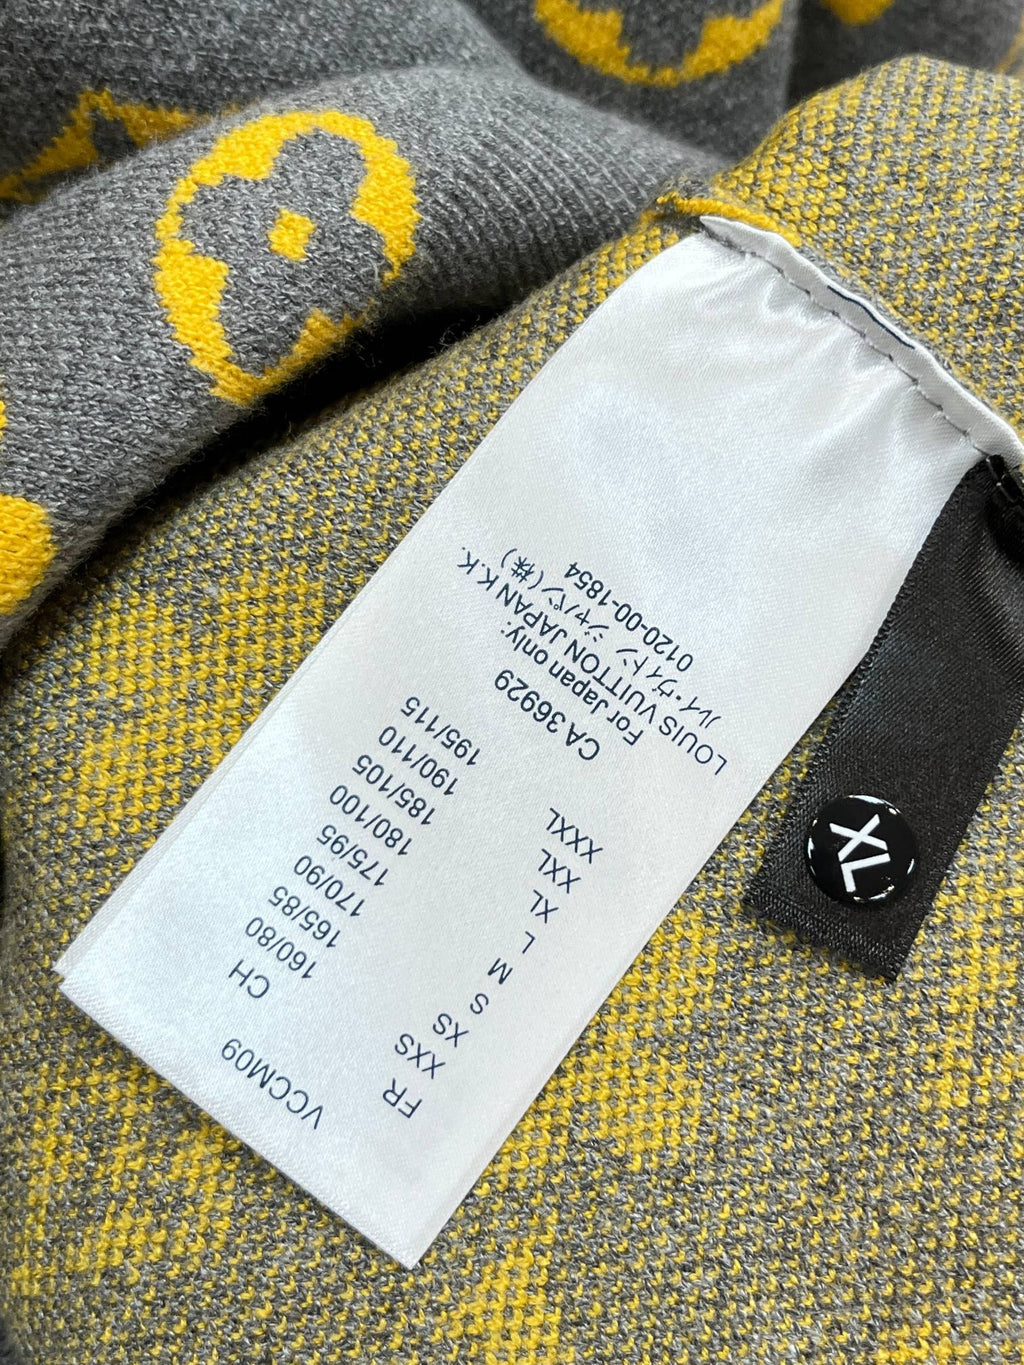 VCCM09
FR CH
XXS 160/80
XS 165/85
S 170/90
M 175/95
L 180/100
XL 185/105
XXL 190/110
XXXL 195/115
CA 36929
For Japan only:
LOUIS VUITTON JAPAN K.K.
ルイ・ヴィトン ジャパン(株)
0120-00-1854
XL